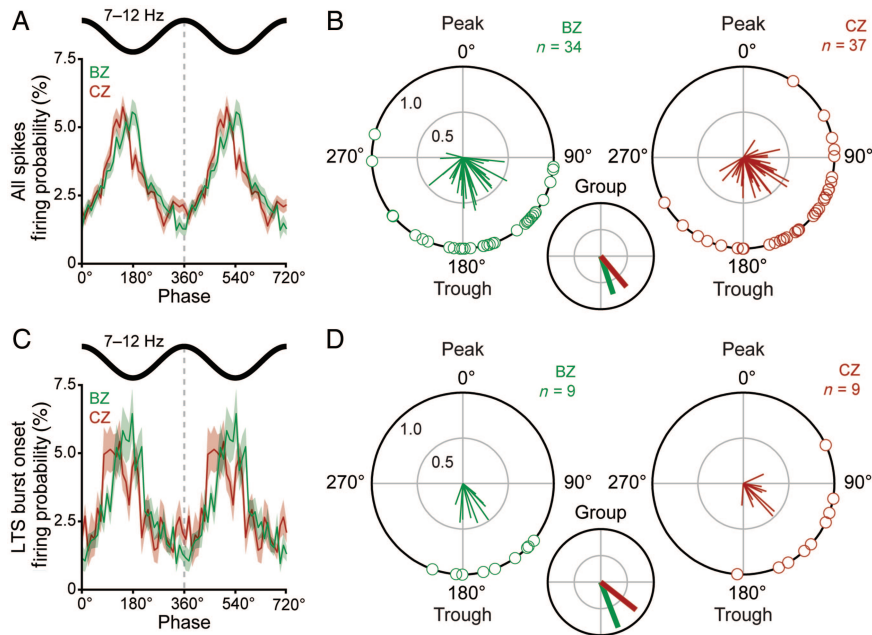 A
7–12 Hz
7.5
5.0
2.5
0
All spikes
firing probability (%)
BZ
CZ
0° 180° 360° 540° 720°
Phase
B
Peak
0°
BZ
n = 34
1.0
0.5
270°
90°
180°
Trough
Group
CZ
n = 37
Peak
0°
270°
90°
180°
Trough
C
7–12 Hz
7.5
5.0
2.5
0
LTS burst onset
firing probability (%)
BZ
CZ
0° 180° 360° 540° 720°
Phase
D
Peak
0°
BZ
n = 9
1.0
0.5
270°
90°
180°
Trough
Group
CZ
n = 9
Peak
0°
270°
90°
180°
Trough